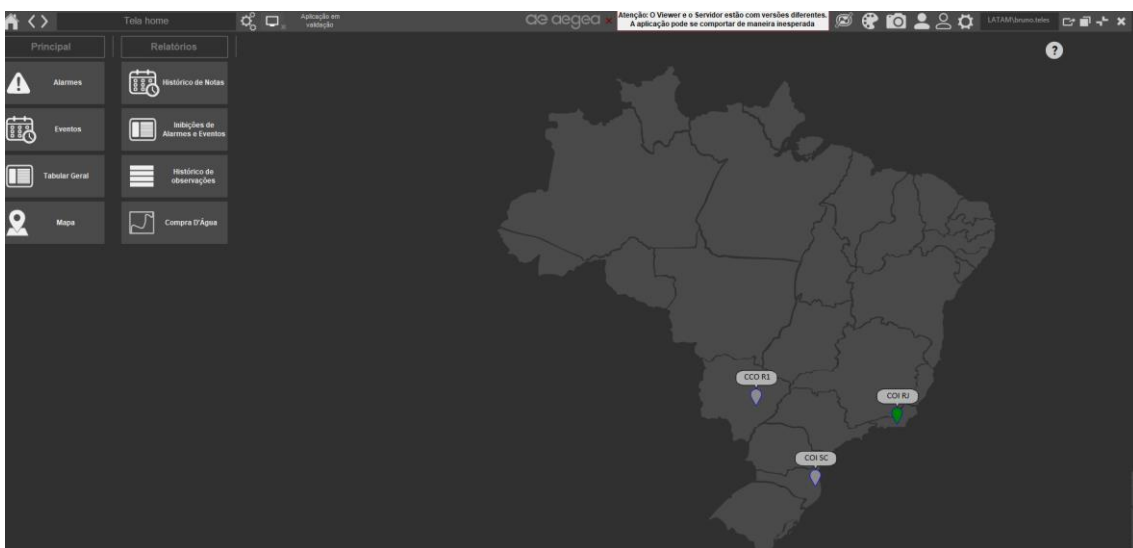 Tela home
Aplicação em
validação
ae aegea
Atenção: O Viewer e o Servidor estão com versões diferentes.
A aplicação pode se comportar de maneira inesperada
LATAM\bruno.teles
Principal
Relatórios
Alarmes
Histórico de Notas
Eventos
Inibições de
Alarmes e Eventos
Tabular Geral
Histórico de
observações
Mapa
Compra D'Água
?
CCO R1
COI RJ
COI SC